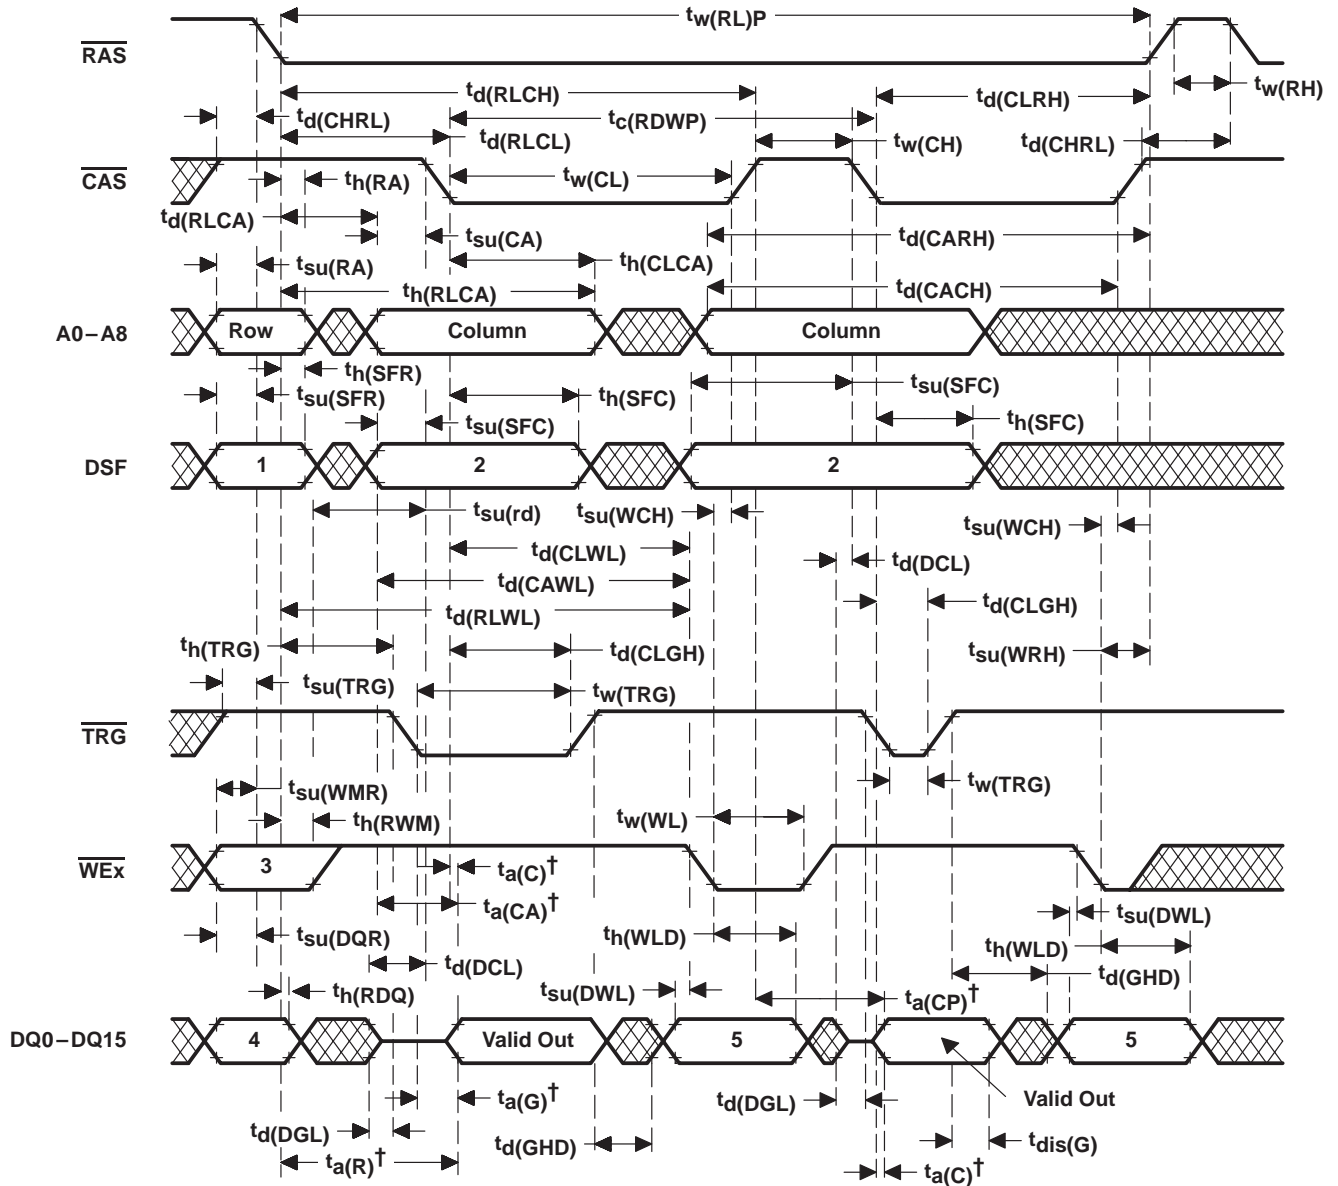 tw(RL)P
RAS
td(RLCH)
td(CLRH)
tw(RH)
td(CHRL)
tc(RDWP)
td(RLCL)
tw(CH)
td(CHRL)
CAS
th(RA)
tw(CL)
td(RLCA)
tsu(CA)
td(CARH)
tsu(RA)
th(CLCA)
th(RLCA)
td(CACH)
A0–A8
Row
Column
Column
th(SFR)
tsu(SFR)
th(SFC)
tsu(SFC)
tsu(SFC)
th(SFC)
DSF
1
2
2
tsu(rd)
tsu(WCH)
tsu(WCH)
td(CLWL)
td(DCL)
td(CAWL)
td(RLWL)
td(CLGH)
th(TRG)
td(CLGH)
tsu(WRH)
tsu(TRG)
tw(TRG)
TRG
tsu(WMR)
tw(TRG)
th(RWM)
tw(WL)
WEx
3
ta(C)†
ta(CA)†
tsu(DWL)
tsu(DQR)
th(WLD)
th(WLD)
td(DCL)
td(GHD)
th(RDQ)
tsu(DWL)
ta(CP)†
DQ0–DQ15
4
Valid Out
5
5
ta(G)†
td(DGL)
Valid Out
td(DGL)
td(GHD)
tdis(G)
ta(R)†
ta(C)†